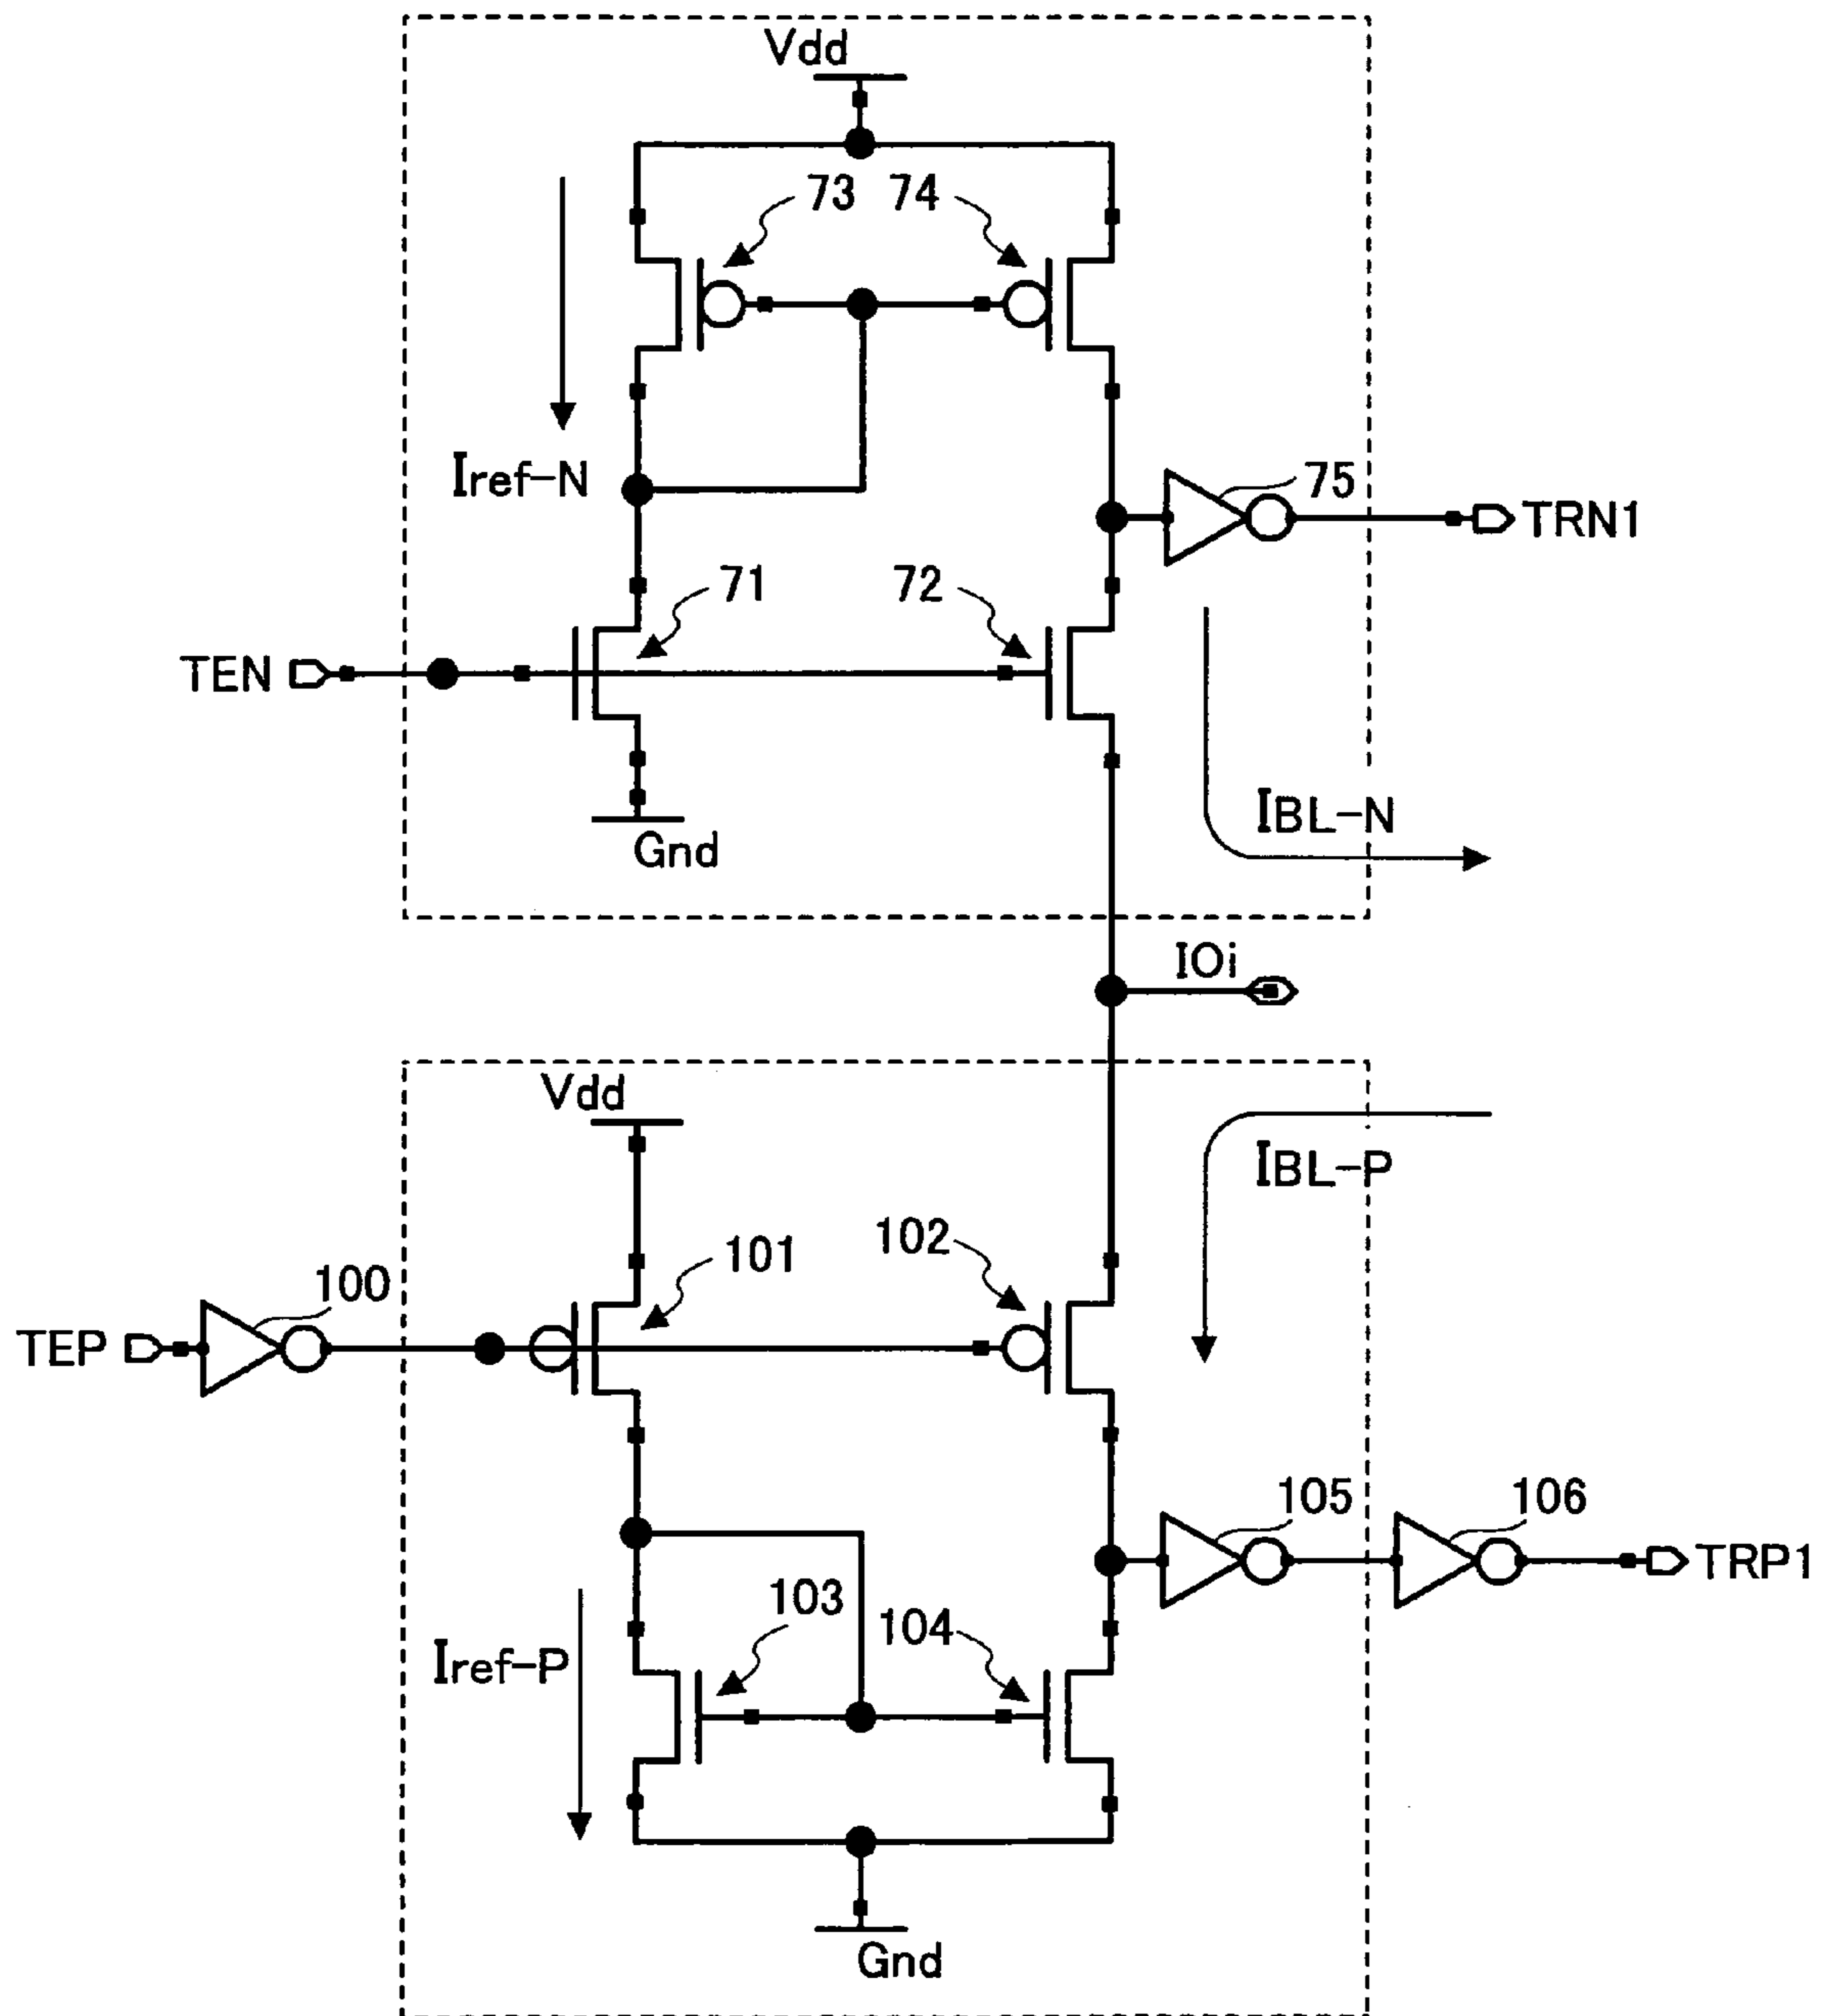 Vdd
73 74
Iref-N
75
TRN1
71 72
TEN
IBL-N
Gnd
IOi
Vdd
IBL-P
101 102
100
TEP
105 106
TRP1
103 104
Iref-P
Gnd